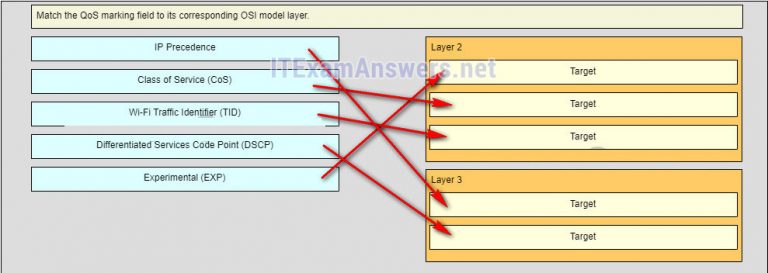 Match the QoS marking field to its corresponding OSI model layer.
IP Precedence
Class of Service (CoS)
Wi-Fi Traffic Identifier (TID)
Differentiated Services Code Point (DSCP)
Experimental (EXP)
ITExamAnswers.net
Layer 2
Target
Target
Target
Layer 3
Target
Target